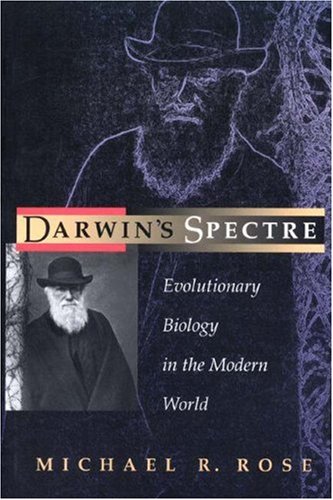 DARWIN'S SPECTRE
Evolutionary
Biology
in the Modern
World
MICHAEL R. ROSE